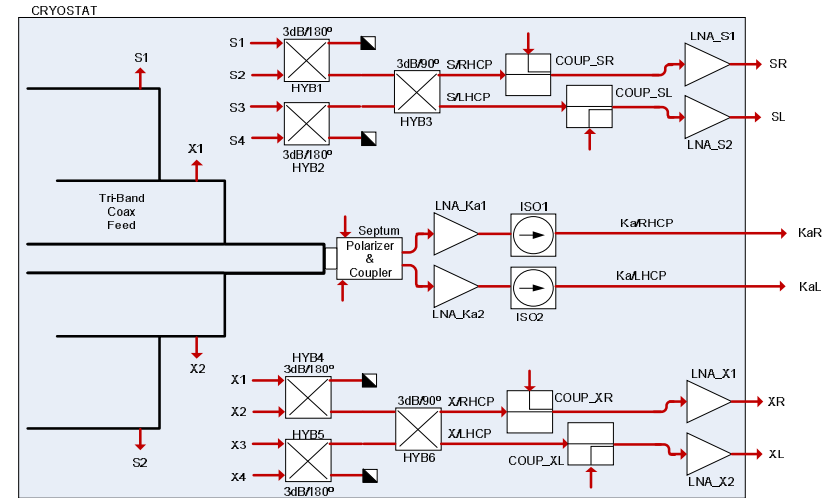 CRYOSTAT
S1
X1
Tri-Band
Coax
Feed
X2
S2
3dB/180º
S1
S2
HYB1
S3
S4
3dB/180º
HYB2
3dB/90º
HYB3
S/RHCP
S/LHCP
COUP_SR
COUP_SL
LNA_S1
SR
LNA_S2
SL
Septum
Polarizer
&
Coupler
LNA_Ka1
ISO1
Ka/RHCP
KaR
LNA_Ka2
ISO2
Ka/LHCP
KaL
HYB4
3dB/180º
X1
X2
HYB5
X3
X4
3dB/180º
3dB/90º
HYB6
X/RHCP
X/LHCP
COUP_XR
COUP_XL
LNA_X1
XR
LNA_X2
XL